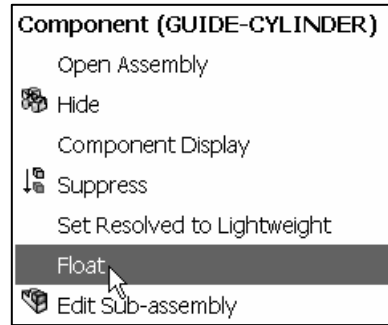 Component (GUIDE-CYLINDER)
Open Assembly
Hide
Component Display
Suppress
Set Resolved to Lightweight
Float
Edit Sub-assembly